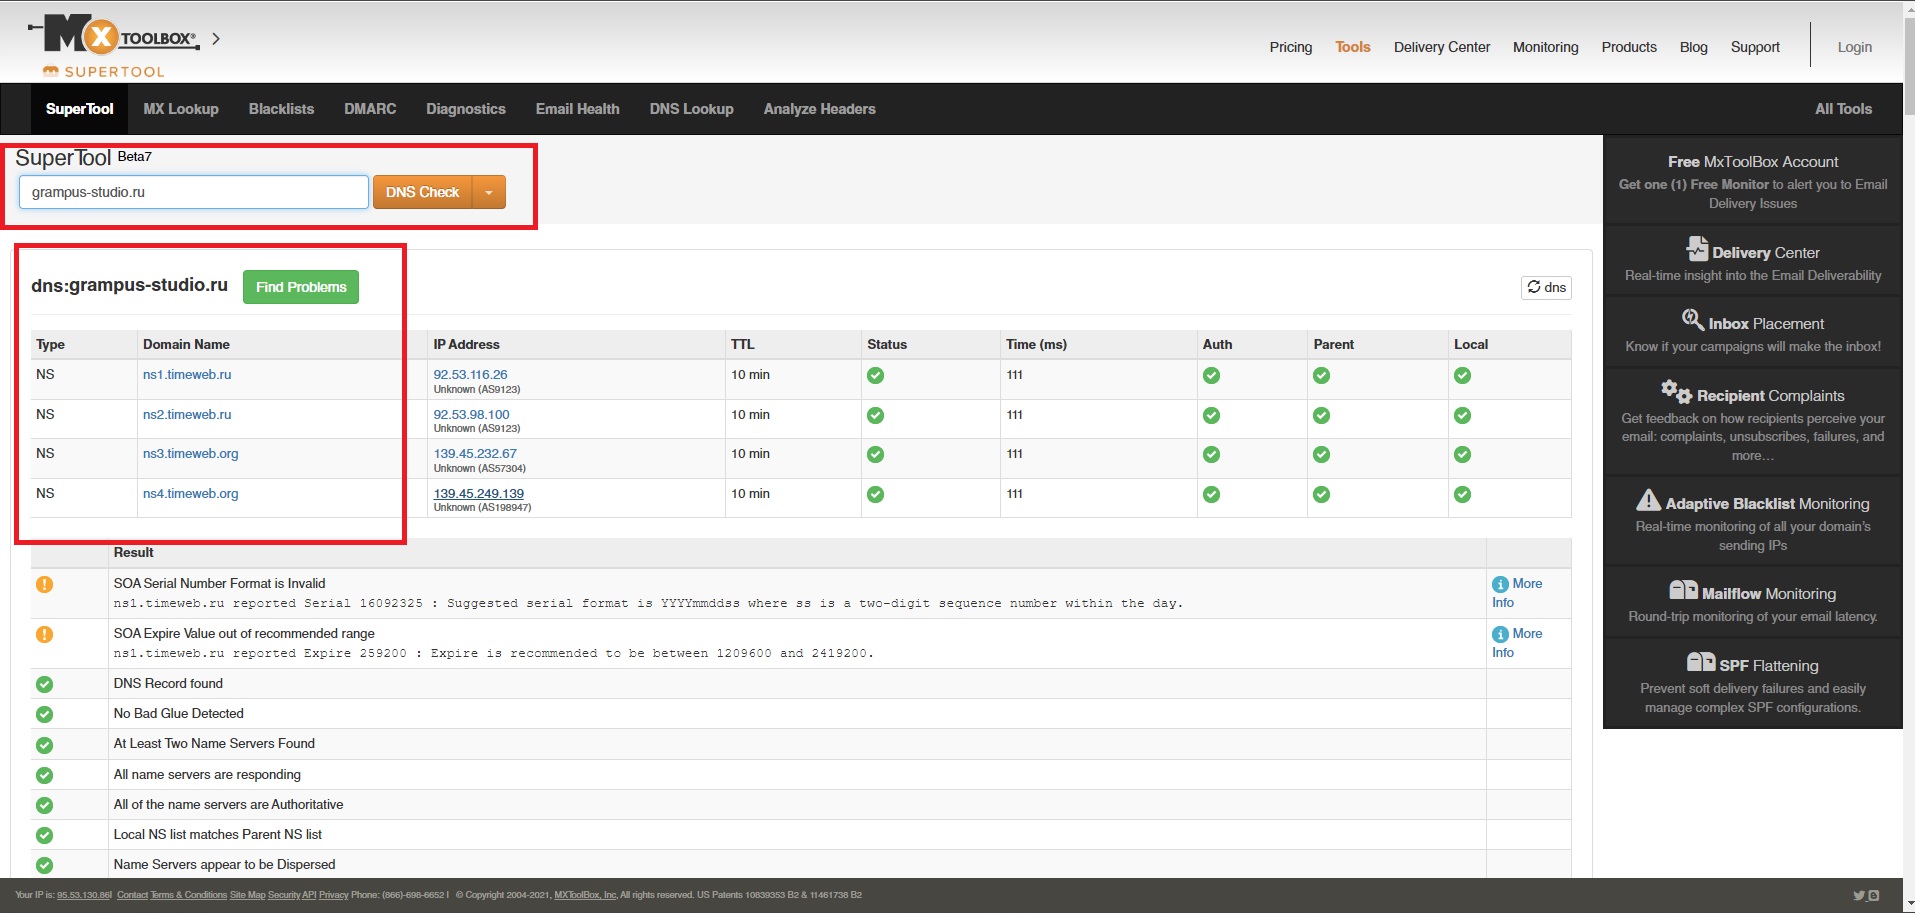 MX TOOLBOX®
SUPERTOOL
Pricing Tools Delivery Center Monitoring Products Blog Support Login
SuperTool MX Lookup Blacklists DMARC Diagnostics Email Health DNS Lookup Analyze Headers All Tools
SuperTool Beta7
grampus-studio.ru DNS Check
dns:grampus-studio.ru Find Problems dns
Type Domain Name IP Address TTL Status Time (ms) Auth Parent Local
NS ns1.timeweb.ru 92.53.116.26 10 min 111
Unknown (AS9123)
NS ns2.timeweb.ru 92.53.98.100 10 min 111
Unknown (AS9123)
NS ns3.timeweb.org 139.45.232.67 10 min 111
Unknown (AS57304)
NS ns4.timeweb.org 139.45.249.139 10 min 111
Unknown (AS198947)
Result
SOA Serial Number Format is Invalid More
ns1.timeweb.ru reported Serial 16092325 : Suggested serial format is YYYYmmddss where ss is a two-digit sequence number within the day. Info
SOA Expire Value out of recommended range More
ns1.timeweb.ru reported Expire 259200 : Expire is recommended to be between 1209600 and 2419200. Info
DNS Record found
No Bad Glue Detected
At Least Two Name Servers Found
All name servers are responding
All of the name servers are Authoritative
Local NS list matches Parent NS list
Name Servers appear to be Dispersed
Free MxToolBox Account
Get one (1) Free Monitor to alert you to Email
Delivery Issues
Delivery Center
Real-time insight into the Email Deliverability
Inbox Placement
Know if your campaigns will make the inbox!
Recipient Complaints
Get feedback on how recipients perceive your
email: complaints, unsubscribes, failures, and
more...
Adaptive Blacklist Monitoring
Real-time monitoring of all your domain's
sending IPs
Mailflow Monitoring
Round-trip monitoring of your email latency.
SPF Flattening
Prevent soft delivery failures and easily
manage complex SPF configurations.
Your IP is: 95.53.130.86| Contact Terms & Conditions Site Map Security API Privacy Phone: (866)-698-6652 | © Copyright 2004-2021, MXToolBox, Inc, All rights reserved. US Patents 10839353 B2 & 11461738 B2